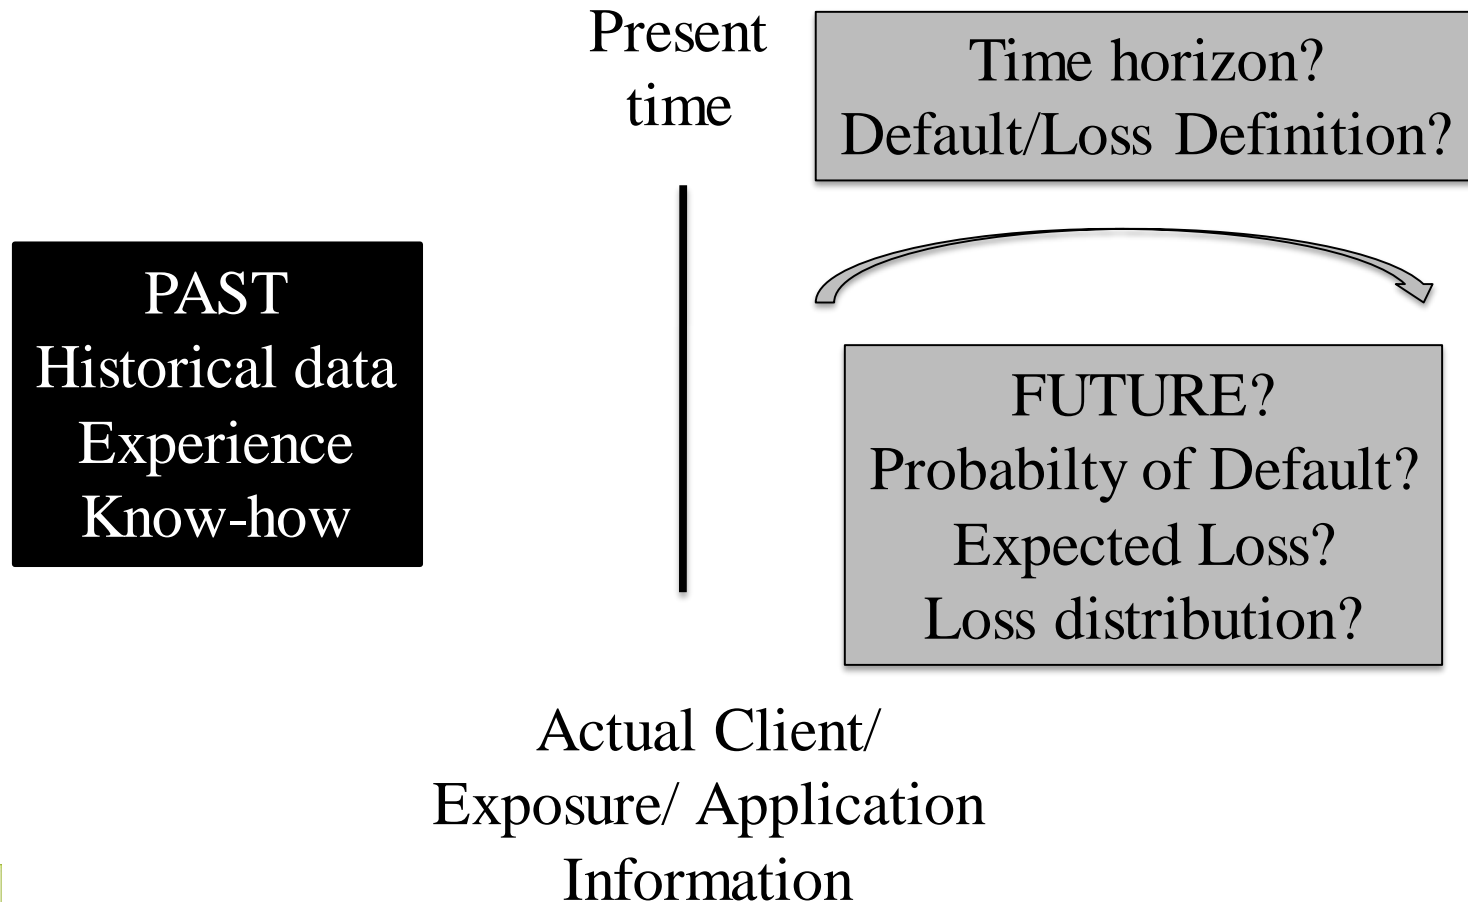 Present
time
Time horizon?
Default/Loss Definition?
PAST
Historical data
Experience
Know-how
FUTURE?
Probabilty of Default?
Expected Loss?
Loss distribution?
Actual Client/
Exposure/ Application
Information